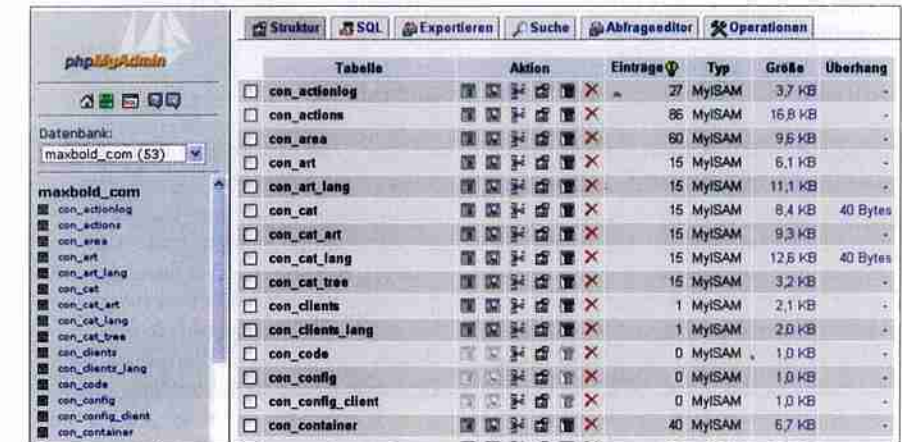 phpMyAdmin
Datenbank:
maxbold_com (53)
maxbold_com
con_actionlog
con_actions
con_area
con_art
con_art_lang
con_cat
con_cat_art
con_cat_lang
con_cat_tree
con_clients
con_clients_lang
con_code
con_config
con_config_client
con_container
Struktur SQL Exportieren Suche Abfrageeditor Operationen
Tabelle Aktion Einträge Typ Größe Überhang
con_actionlog 27 MyISAM 3,7 KB -
con_actions 86 MyISAM 16,8 KB -
con_area 60 MyISAM 9,6 KB -
con_art 15 MyISAM 6,1 KB -
con_art_lang 15 MyISAM 11,1 KB -
con_cat 15 MyISAM 8,4 KB 40 Bytes
con_cat_art 15 MyISAM 9,3 KB -
con_cat_lang 15 MyISAM 12,6 KB 40 Bytes
con_cat_tree 15 MyISAM 3,2 KB -
con_clients 1 MyISAM 2,1 KB -
con_clients_lang 1 MyISAM 2,0 KB -
con_code 0 MyISAM 1,0 KB -
con_config 0 MyISAM 1,0 KB -
con_config_client 0 MyISAM 1,0 KB -
con_container 40 MyISAM 6,7 KB -